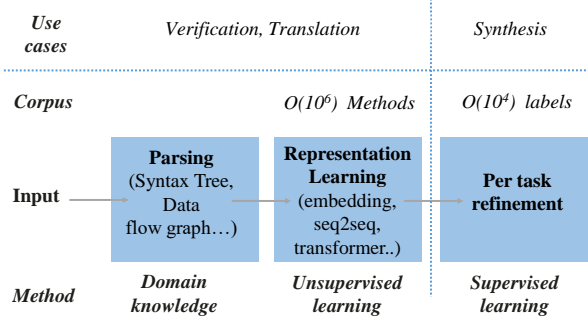 Use cases
Verification, Translation
Synthesis
Corpus
O(10⁶) Methods
O(10⁴) labels
Input
Parsing
(Syntax Tree,
Data
flow graph…)
Representation
Learning
(embedding,
seq2seq,
transformer..)
Per task
refinement
Method
Domain
knowledge
Unsupervised
learning
Supervised
learning